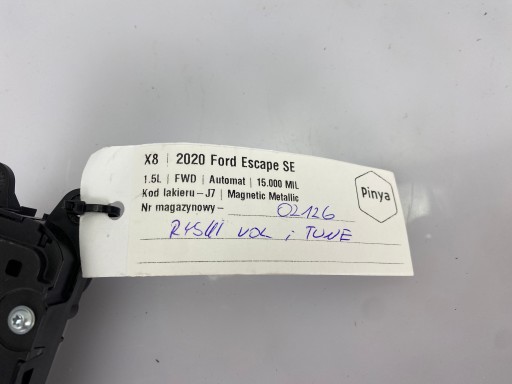 X8 | 2020 Ford Escape SE
1.5L | FWD | Automat | 15.000 MIL
Kod lakieru – J7 | Magnetic Metallic
Nr magazynowy – 02126
RYSKI VOL i TUNE
Pinya